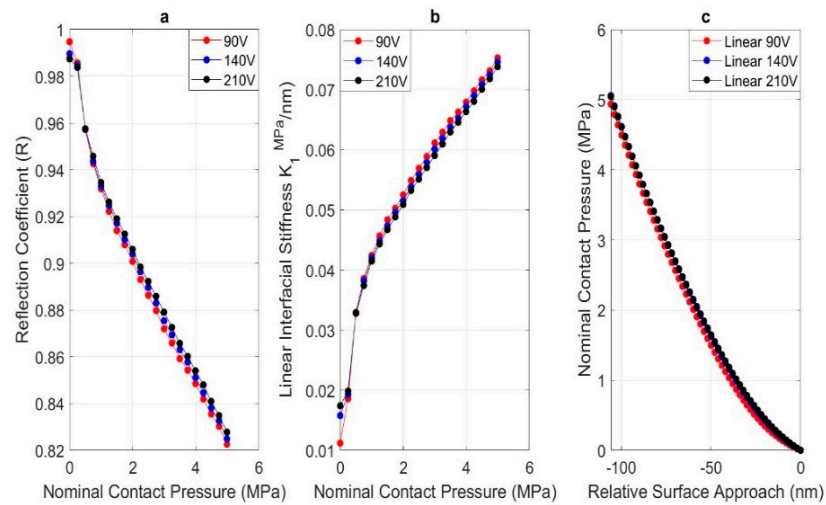 a
Reflection Coefficient (R)
1
0.98
0.96
0.94
0.92
0.9
0.88
0.86
0.84
0.82
0 2 4 6
Nominal Contact Pressure (MPa)
90V
140V
210V
b
Linear Interfacial Stiffness K1 MPa/nm)
0.08
0.07
0.06
0.05
0.04
0.03
0.02
0.01
0 2 4 6
Nominal Contact Pressure (MPa)
90V
140V
210V
c
Nominal Contact Pressure (MPa)
6
5
4
3
2
1
0
-100 -50 0
Relative Surface Approach (nm)
Linear 90V
Linear 140V
Linear 210V